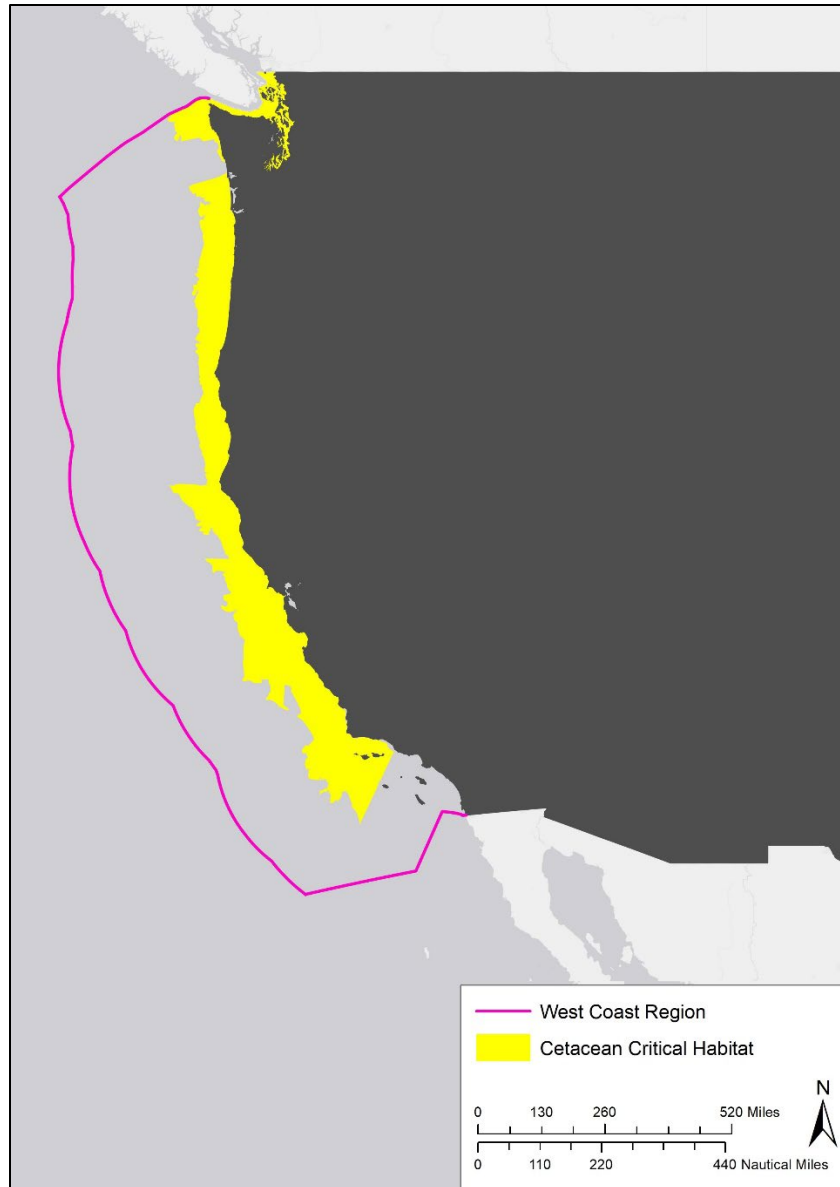 West Coast Region
Cetacean Critical Habitat
N
0 130 260 520 Miles
0 110 220 440 Nautical Miles